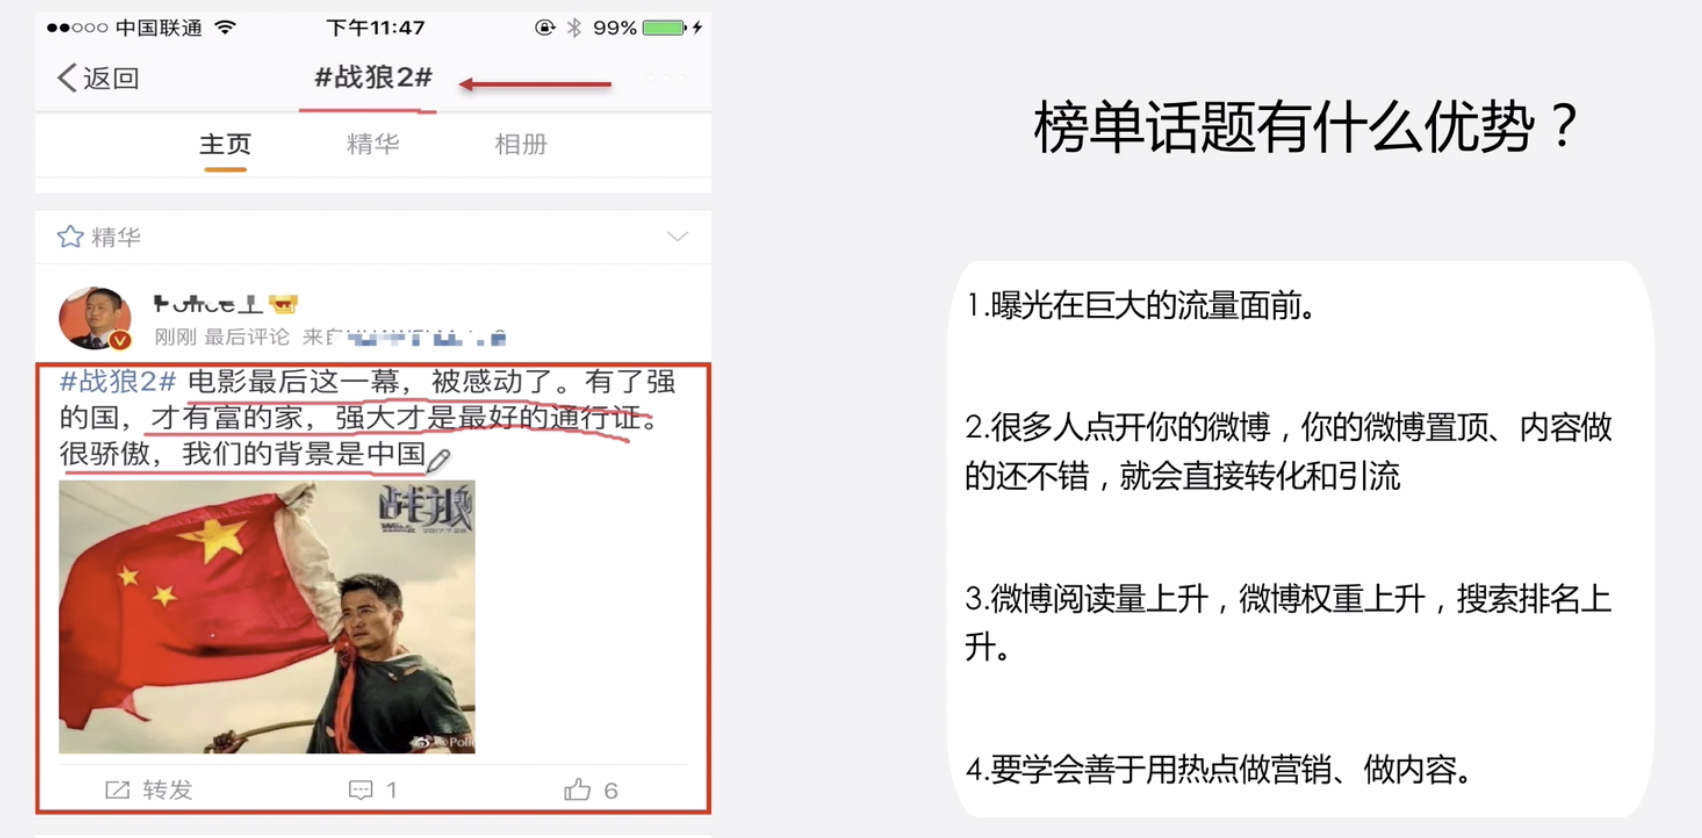 中国联通
下午11:47
99%
返回
#战狼2#
主页
精华
相册
精华
刚刚 最后评论
#战狼2# 电影最后这一幕，被感动了。有了强
的国，才有富的家，强大才是最好的通行证。
很骄傲，我们的背景是中国
战狼
2017.7.28
转发
1
6
榜单话题有什么优势？
1.曝光在巨大的流量面前。
2.很多人点开你的微博，你的微博置顶、内容做
的还不错，就会直接转化和引流
3.微博阅读量上升，微博权重上升，搜索排名上
升。
4.要学会善于用热点做营销、做内容。